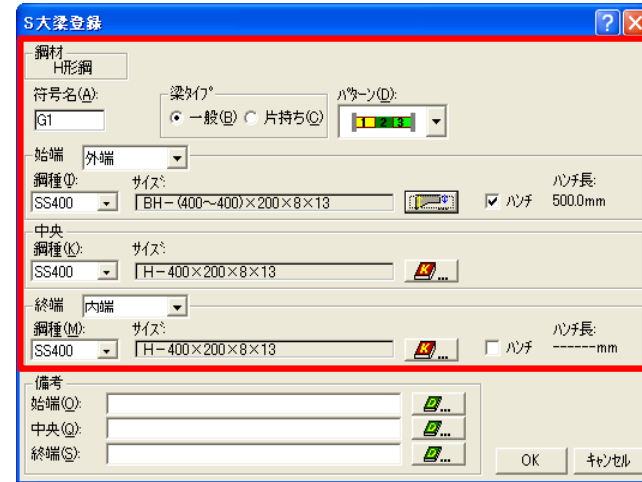 S大梁登録
鋼材
H形鋼
符号名(A):
梁タイプ
パターン(D):
G1
一般(B) 片持ち(C)
1 2 3
始端 外端
鋼種(I): サイズ: ハンチ長:
SS400 BH-(400~400)×200×8×13 ハンチ 500.0mm
中央
鋼種(K): サイズ:
SS400 H-400×200×8×13 ...
終端 内端
鋼種(M): サイズ: ハンチ長:
SS400 H-400×200×8×13 ... ハンチ ------mm
備考
始端(O): ...
中央(Q): ...
終端(S): ...
OK キャンセル